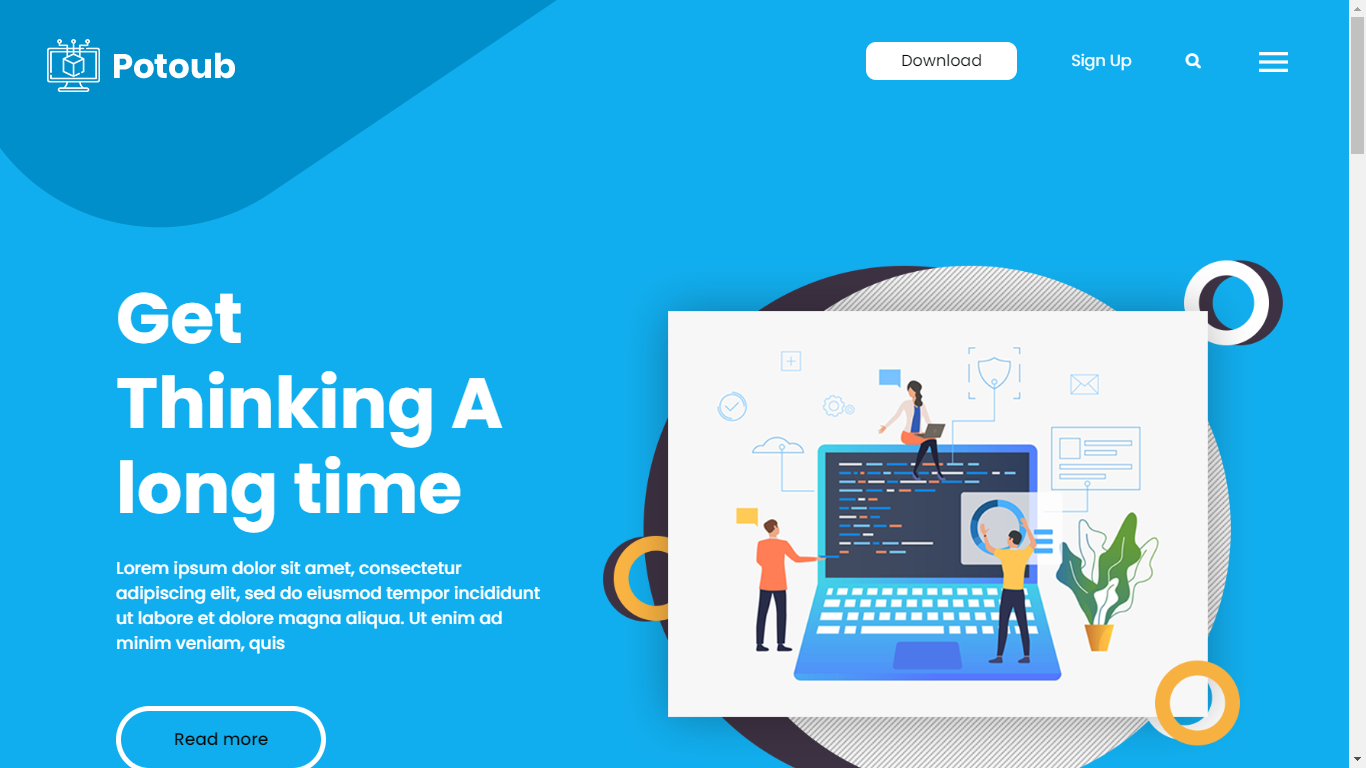 Potoub
Download
Sign Up
Get
Thinking A
long time
Lorem ipsum dolor sit amet, consectetur
adipiscing elit, sed do eiusmod tempor incididunt
ut labore et dolore magna aliqua. Ut enim ad
minim veniam, quis
Read more